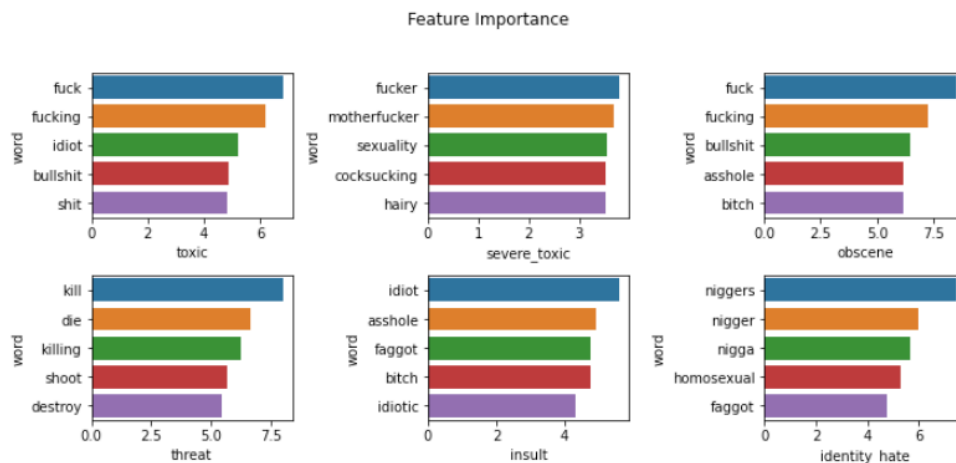 Feature Importance
word
fuck
fucking
idiot
bullshit
shit
0 2 4 6
toxic
word
fucker
motherfucker
sexuality
cocksucking
hairy
0 1 2 3
severe_toxic
word
fuck
fucking
bullshit
asshole
bitch
0.0 2.5 5.0 7.5
obscene
word
kill
die
killing
shoot
destroy
0.0 2.5 5.0 7.5
threat
word
idiot
asshole
faggot
bitch
idiotic
0 2 4
insult
word
niggers
nigger
nigga
homosexual
faggot
0 2 4 6
identity_hate